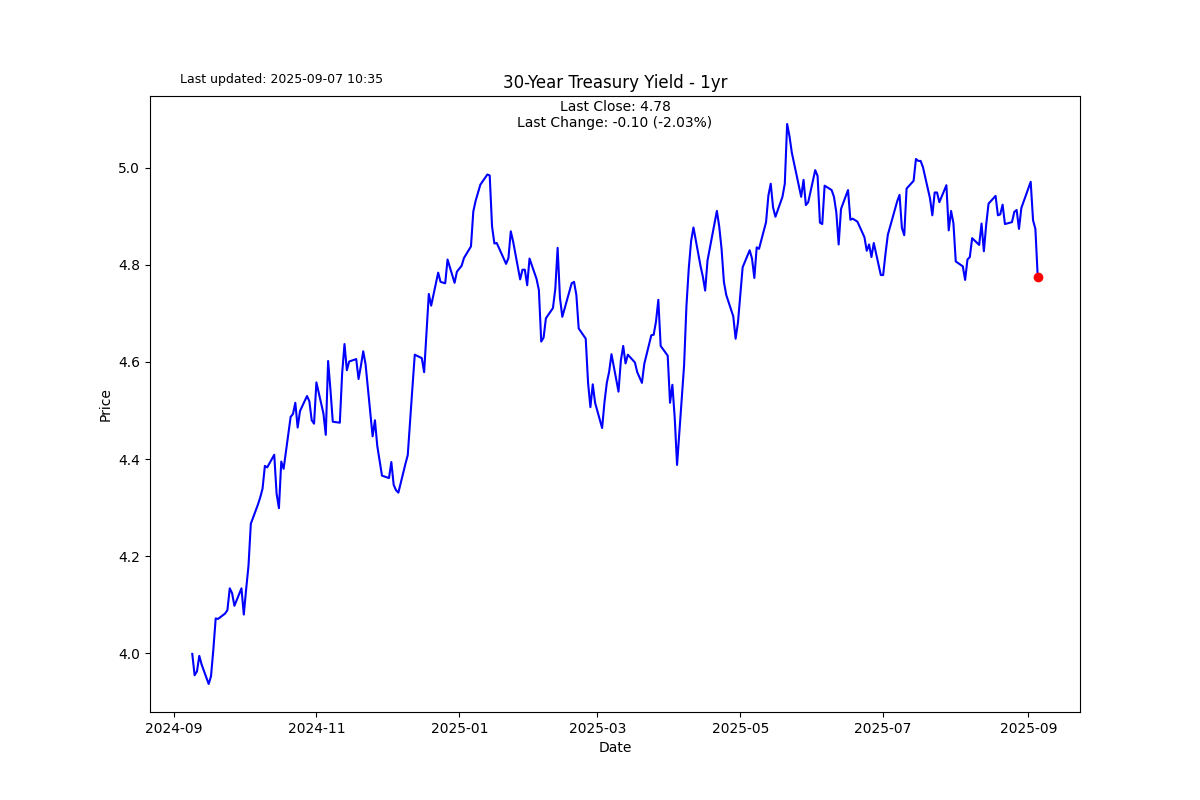 Last updated: 2025-09-07 10:35
30-Year Treasury Yield - 1yr
Last Close: 4.78
Last Change: -0.10 (-2.03%)
Price
5.0
4.8
4.6
4.4
4.2
4.0
2024-09
2024-11
2025-01
2025-03
2025-05
2025-07
2025-09
Date